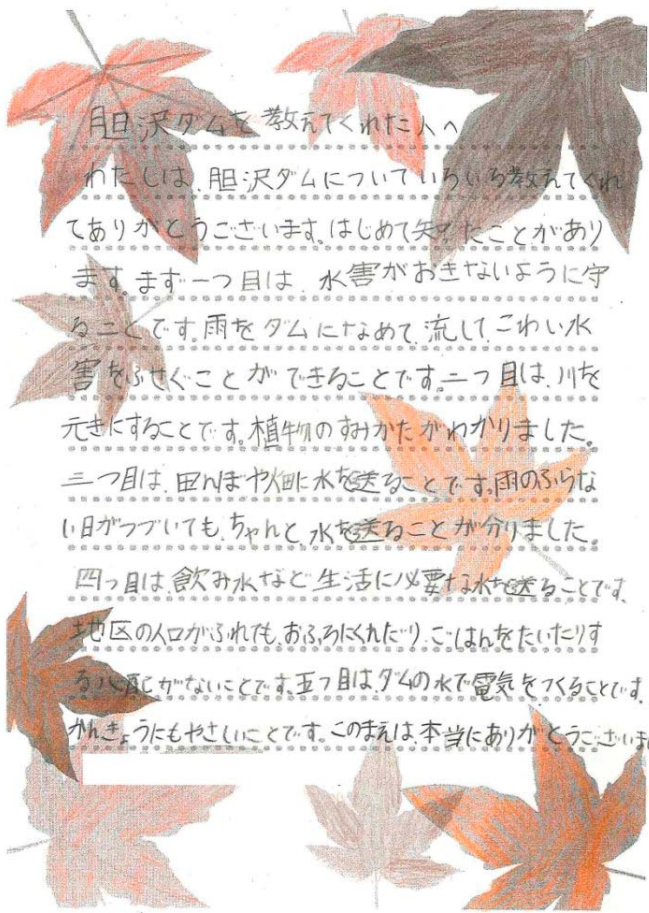 胆沢ダムを教えてくれた人へ
わたしは、胆沢ダムについていろいろ教えてくれ
てありがとうございます。はじめて知ったことがあり
ます。まず一つ目は、水害がおきないように守
ることです。雨をダムにためて、流して、こわい水
害をふせぐことができることです。二つ目は、川を
元きにすることです。植物のすみかたがわかりました。
三つ目は、田んぼや畑に水を送ることです。雨のふらな
い日がつづいても、ちゃんと、水を送ることが分りました。
四つ目は、飲み水など生活に必要な水を送ることです。
地区の人口がふれても、おふろにくれたり、ごはんをたいたりす
る心配がないことです。五つ目は、ダムの水で電気をつくることです。
かんきょうにもやさしいことです。このまえは、本当にありがとうございま